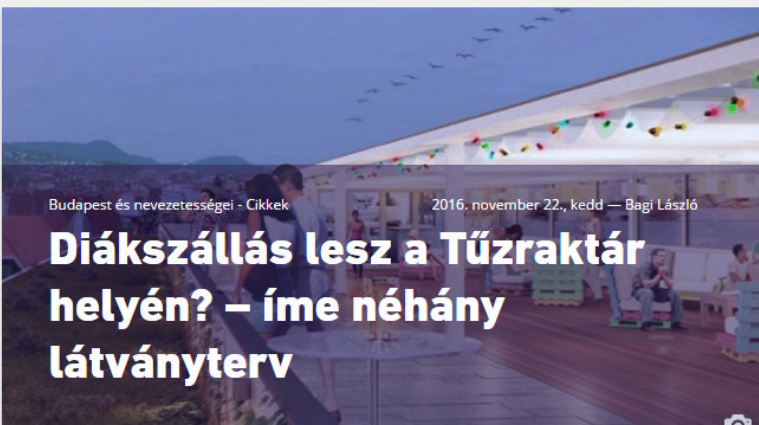 Budapest és nevezetességei - Cikkek
2016. november 22., kedd — Bagi László
Diákszállás lesz a Tűzraktár
helyén? – íme néhány
látványterv